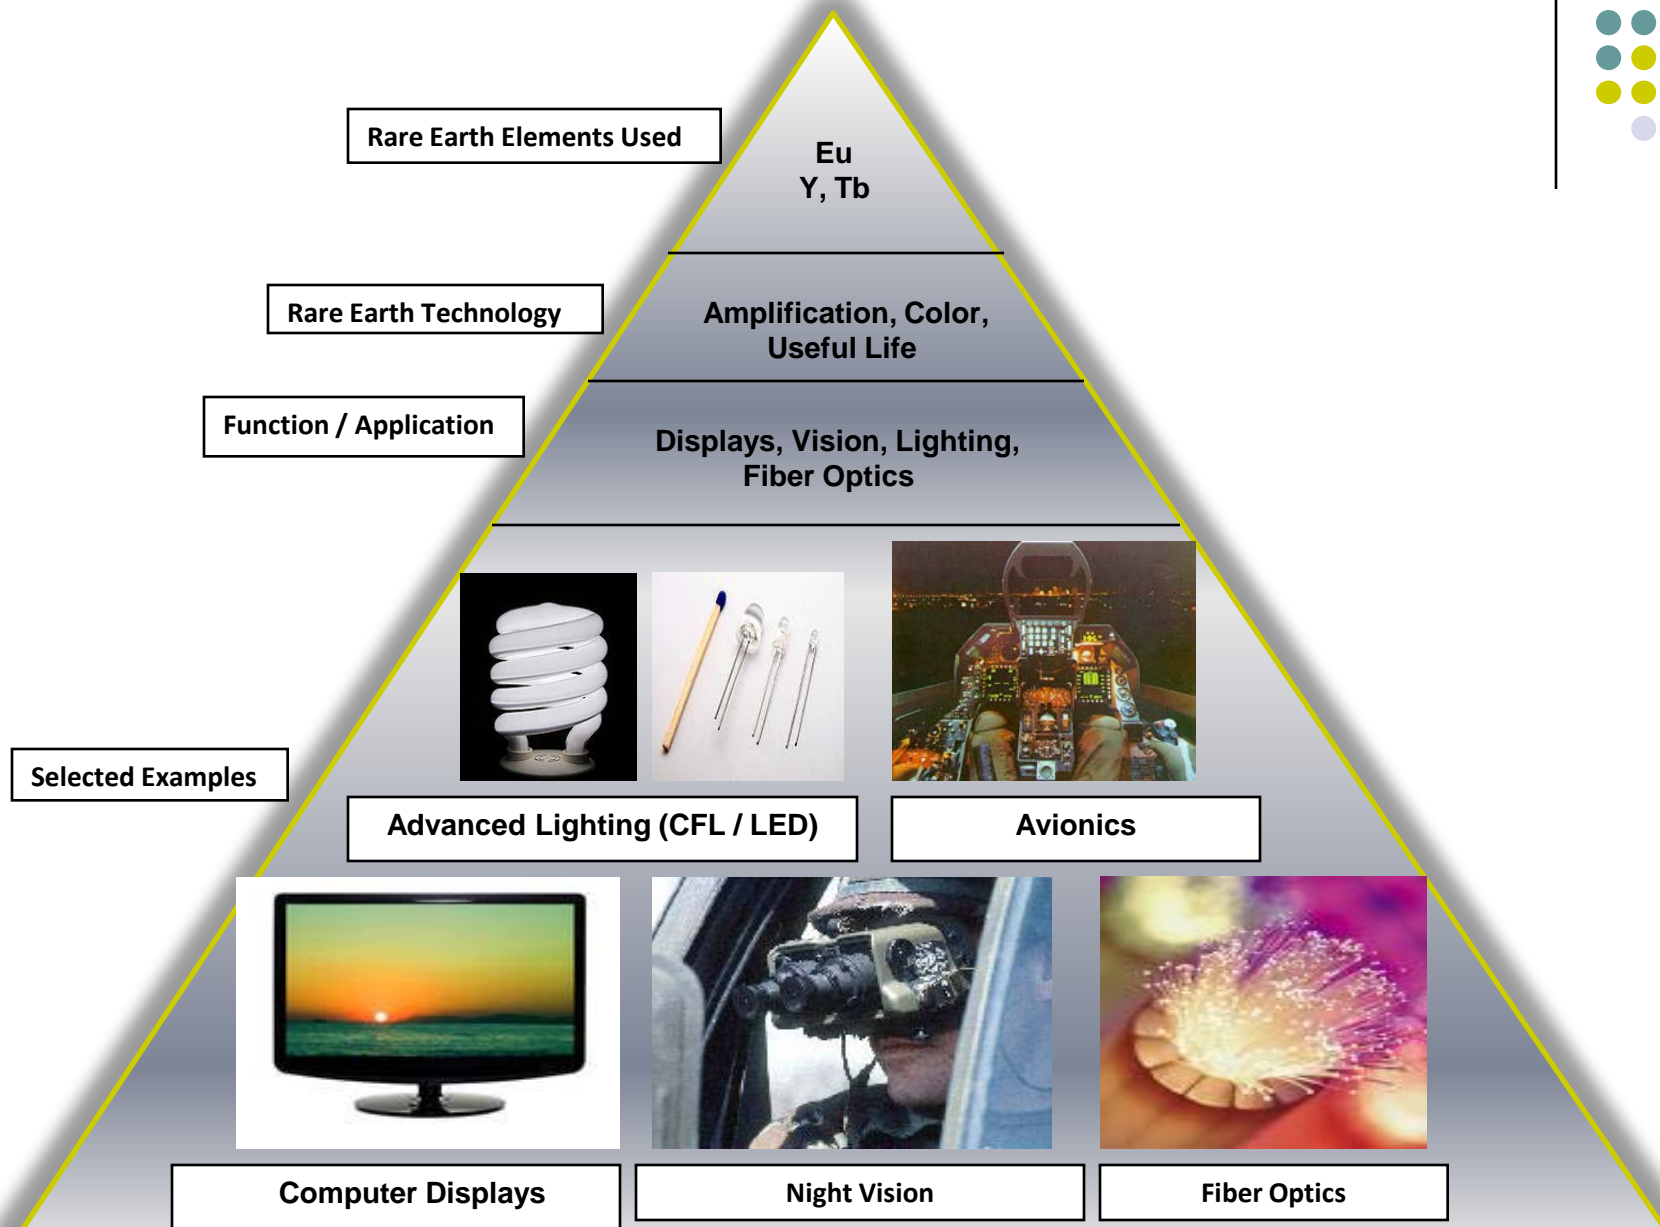 Rare Earth Elements Used
Eu
Y, Tb
Rare Earth Technology
Amplification, Color,
Useful Life
Function / Application
Displays, Vision, Lighting,
Fiber Optics
Selected Examples
Advanced Lighting (CFL / LED)
Avionics
Computer Displays
Night Vision
Fiber Optics